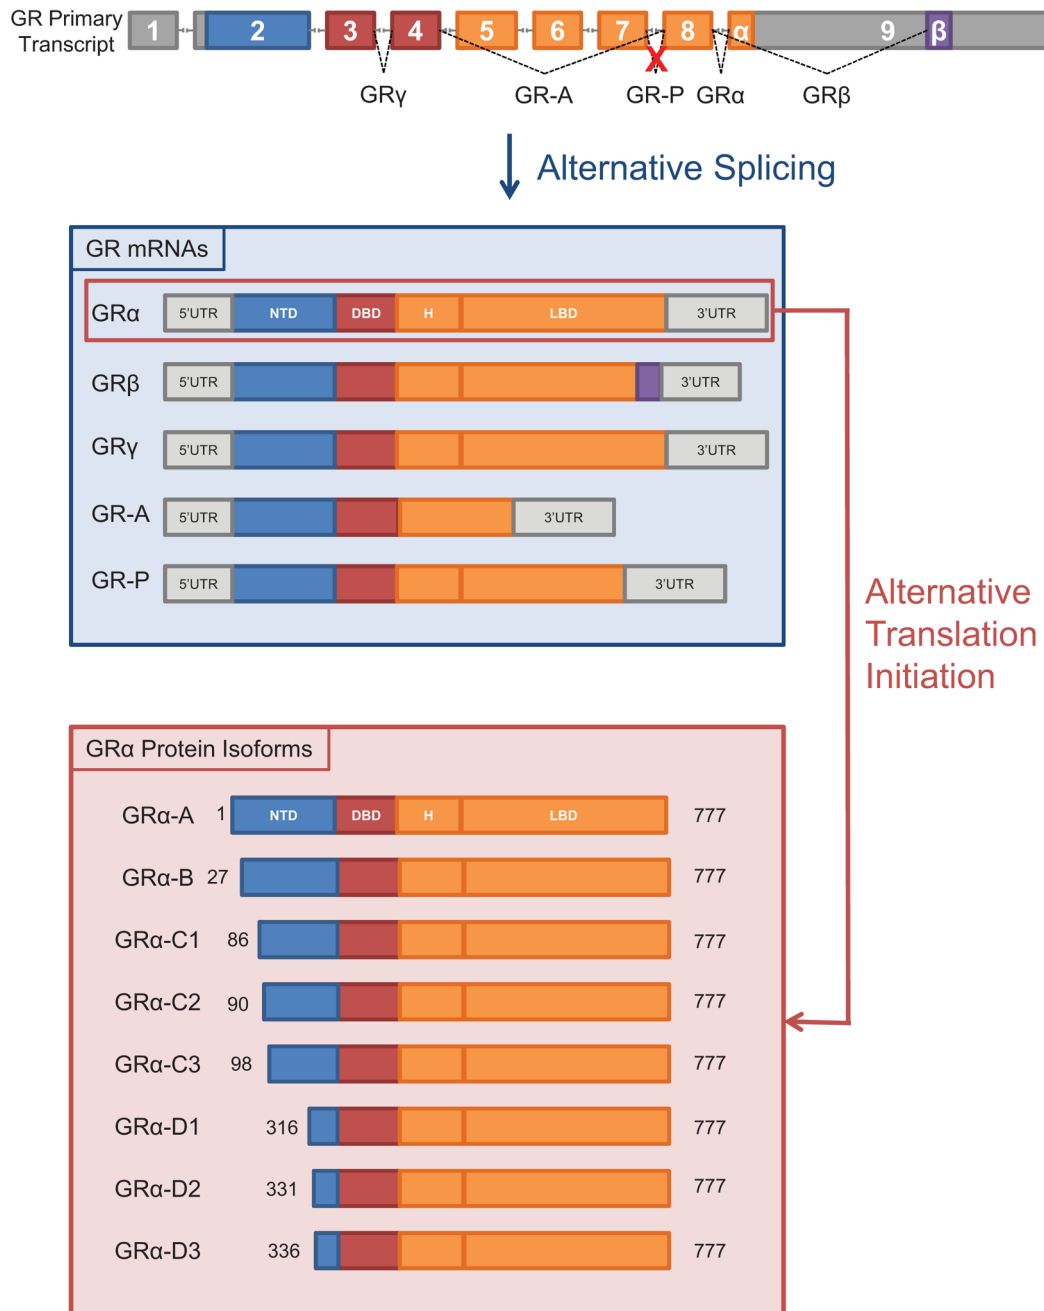 GR Primary
Transcript
1 2 3 4 5 6 7 8 α 9 β
X
GRγ GR-A GR-P GRα GRβ
Alternative Splicing
GR mRNAs
GRα 5'UTR NTD DBD H LBD 3'UTR
GRβ 5'UTR 3'UTR
GRγ 5'UTR 3'UTR
GR-A 5'UTR 3'UTR
GR-P 5'UTR 3'UTR
Alternative
Translation
Initiation
GRα Protein Isoforms
GRα-A 1 NTD DBD H LBD 777
GRα-B 27 777
GRα-C1 86 777
GRα-C2 90 777
GRα-C3 98 777
GRα-D1 316 777
GRα-D2 331 777
GRα-D3 336 777